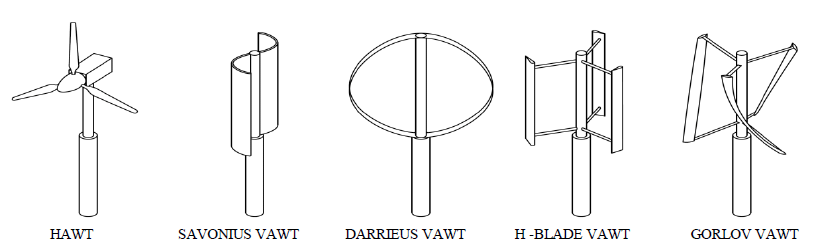 HAWT
SAVONIUS VAWT
DARRIEUS VAWT
H -BLADE VAWT
GORLOV VAWT